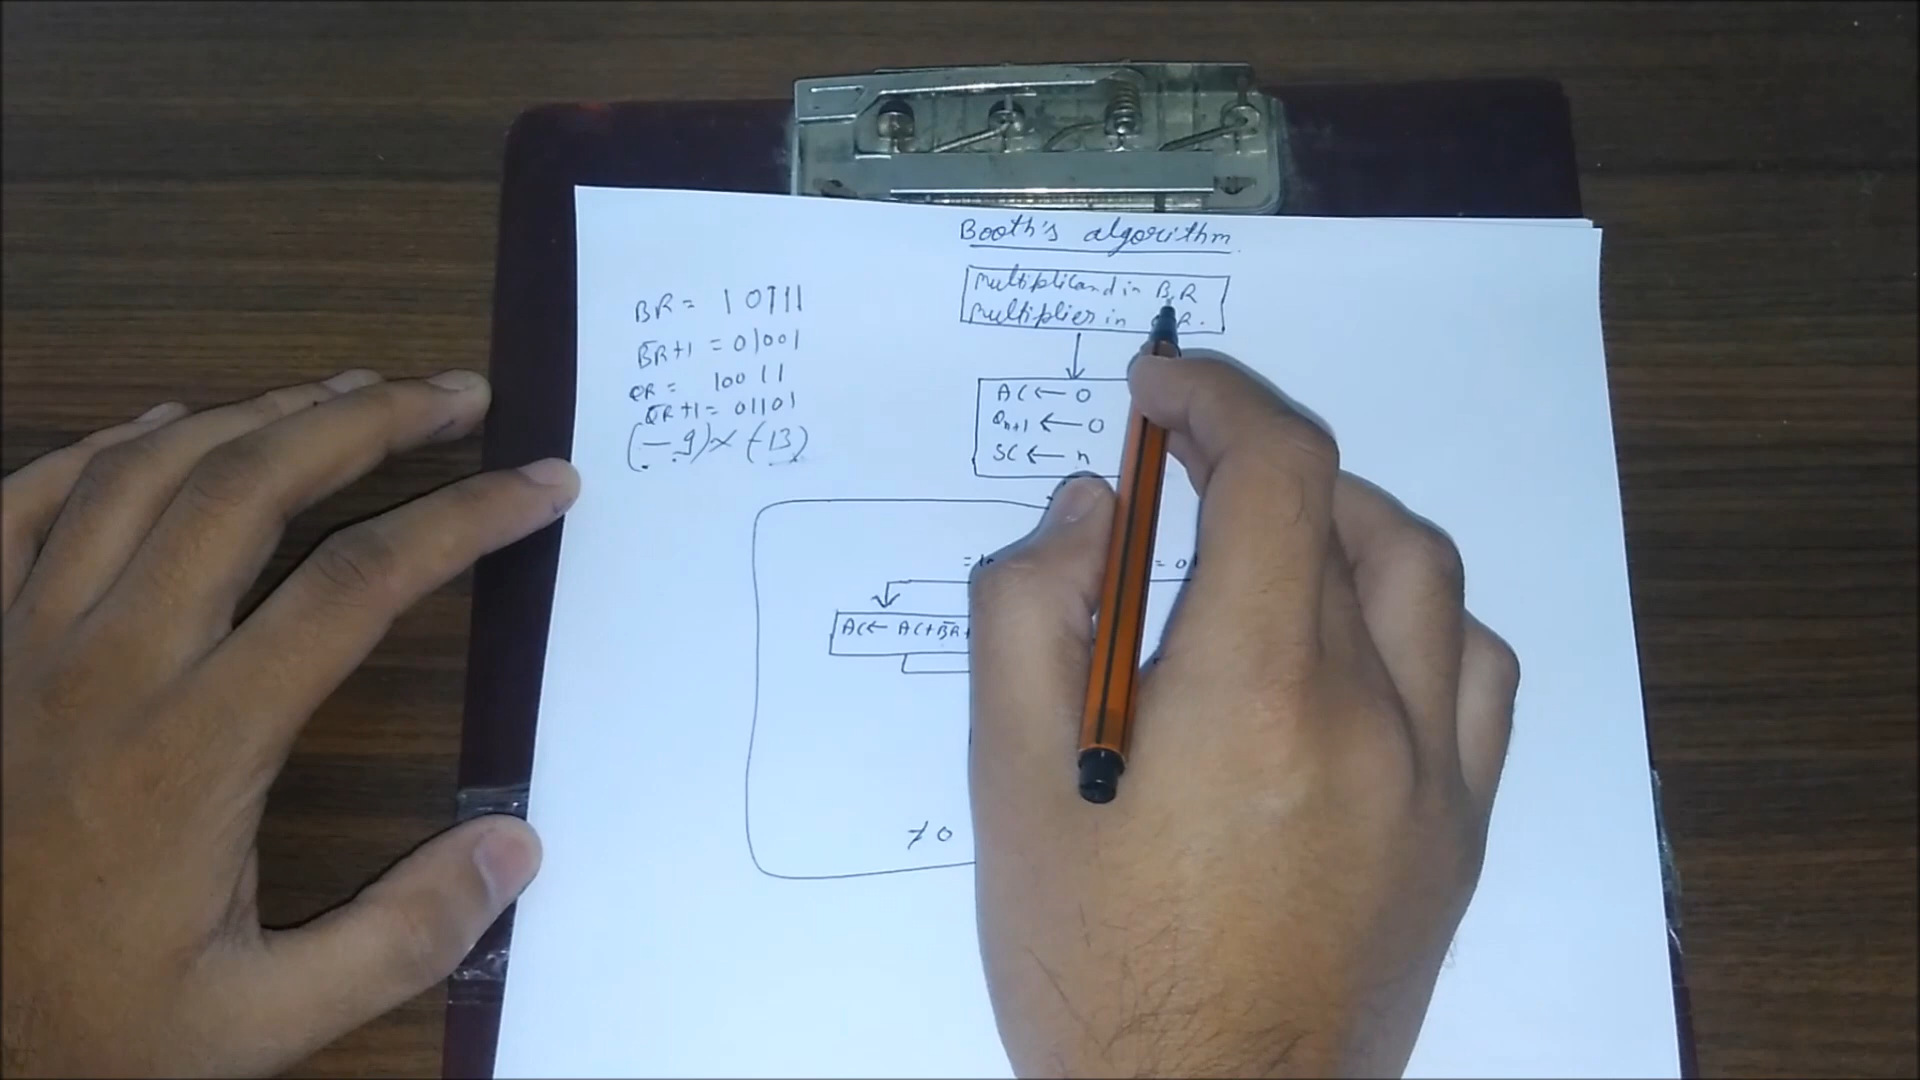 Booth's algorithm
Multiplicand in BR
Multiplier in R.
BR = 10111
B̅R̅+1 = 01001
QR = 10011
Q̅R̅+1 = 01101
(-9)×(-13)
AC ← 0
Qn+1 ← 0
SC ← n
= 0
AC ← AC+B̅R̅+
≠ 0